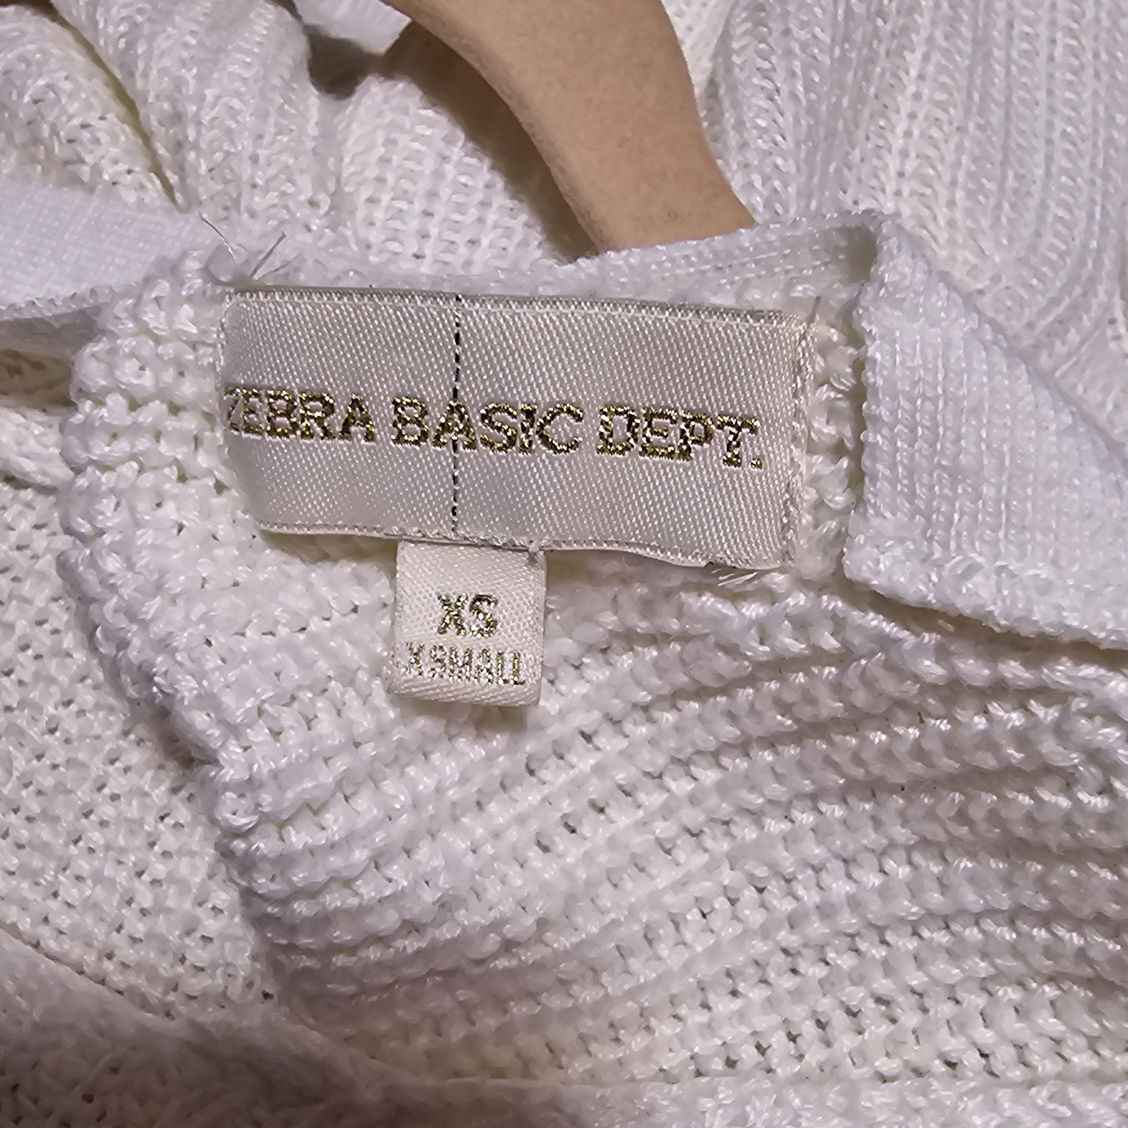 ZEBRA BASIC DEPT.
XS
X SMALL